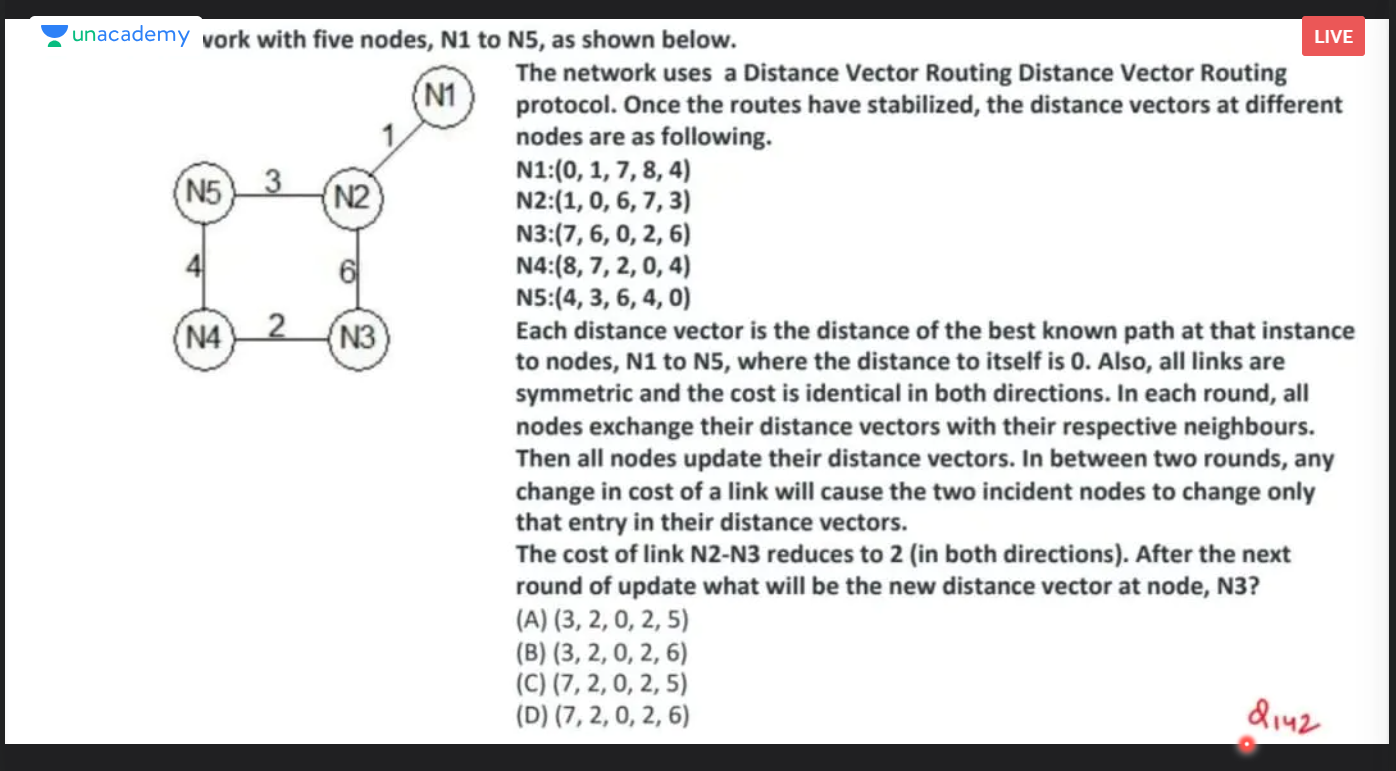 unacademy
work with five nodes, N1 to N5, as shown below.
LIVE
N1
1
N5
3
N2
4
6
N4
2
N3
The network uses a Distance Vector Routing Distance Vector Routing
protocol. Once the routes have stabilized, the distance vectors at different
nodes are as following.
N1:(0, 1, 7, 8, 4)
N2:(1, 0, 6, 7, 3)
N3:(7, 6, 0, 2, 6)
N4:(8, 7, 2, 0, 4)
N5:(4, 3, 6, 4, 0)
Each distance vector is the distance of the best known path at that instance
to nodes, N1 to N5, where the distance to itself is 0. Also, all links are
symmetric and the cost is identical in both directions. In each round, all
nodes exchange their distance vectors with their respective neighbours.
Then all nodes update their distance vectors. In between two rounds, any
change in cost of a link will cause the two incident nodes to change only
that entry in their distance vectors.
The cost of link N2-N3 reduces to 2 (in both directions). After the next
round of update what will be the new distance vector at node, N3?
(A) (3, 2, 0, 2, 5)
(B) (3, 2, 0, 2, 6)
(C) (7, 2, 0, 2, 5)
(D) (7, 2, 0, 2, 6)
Q142